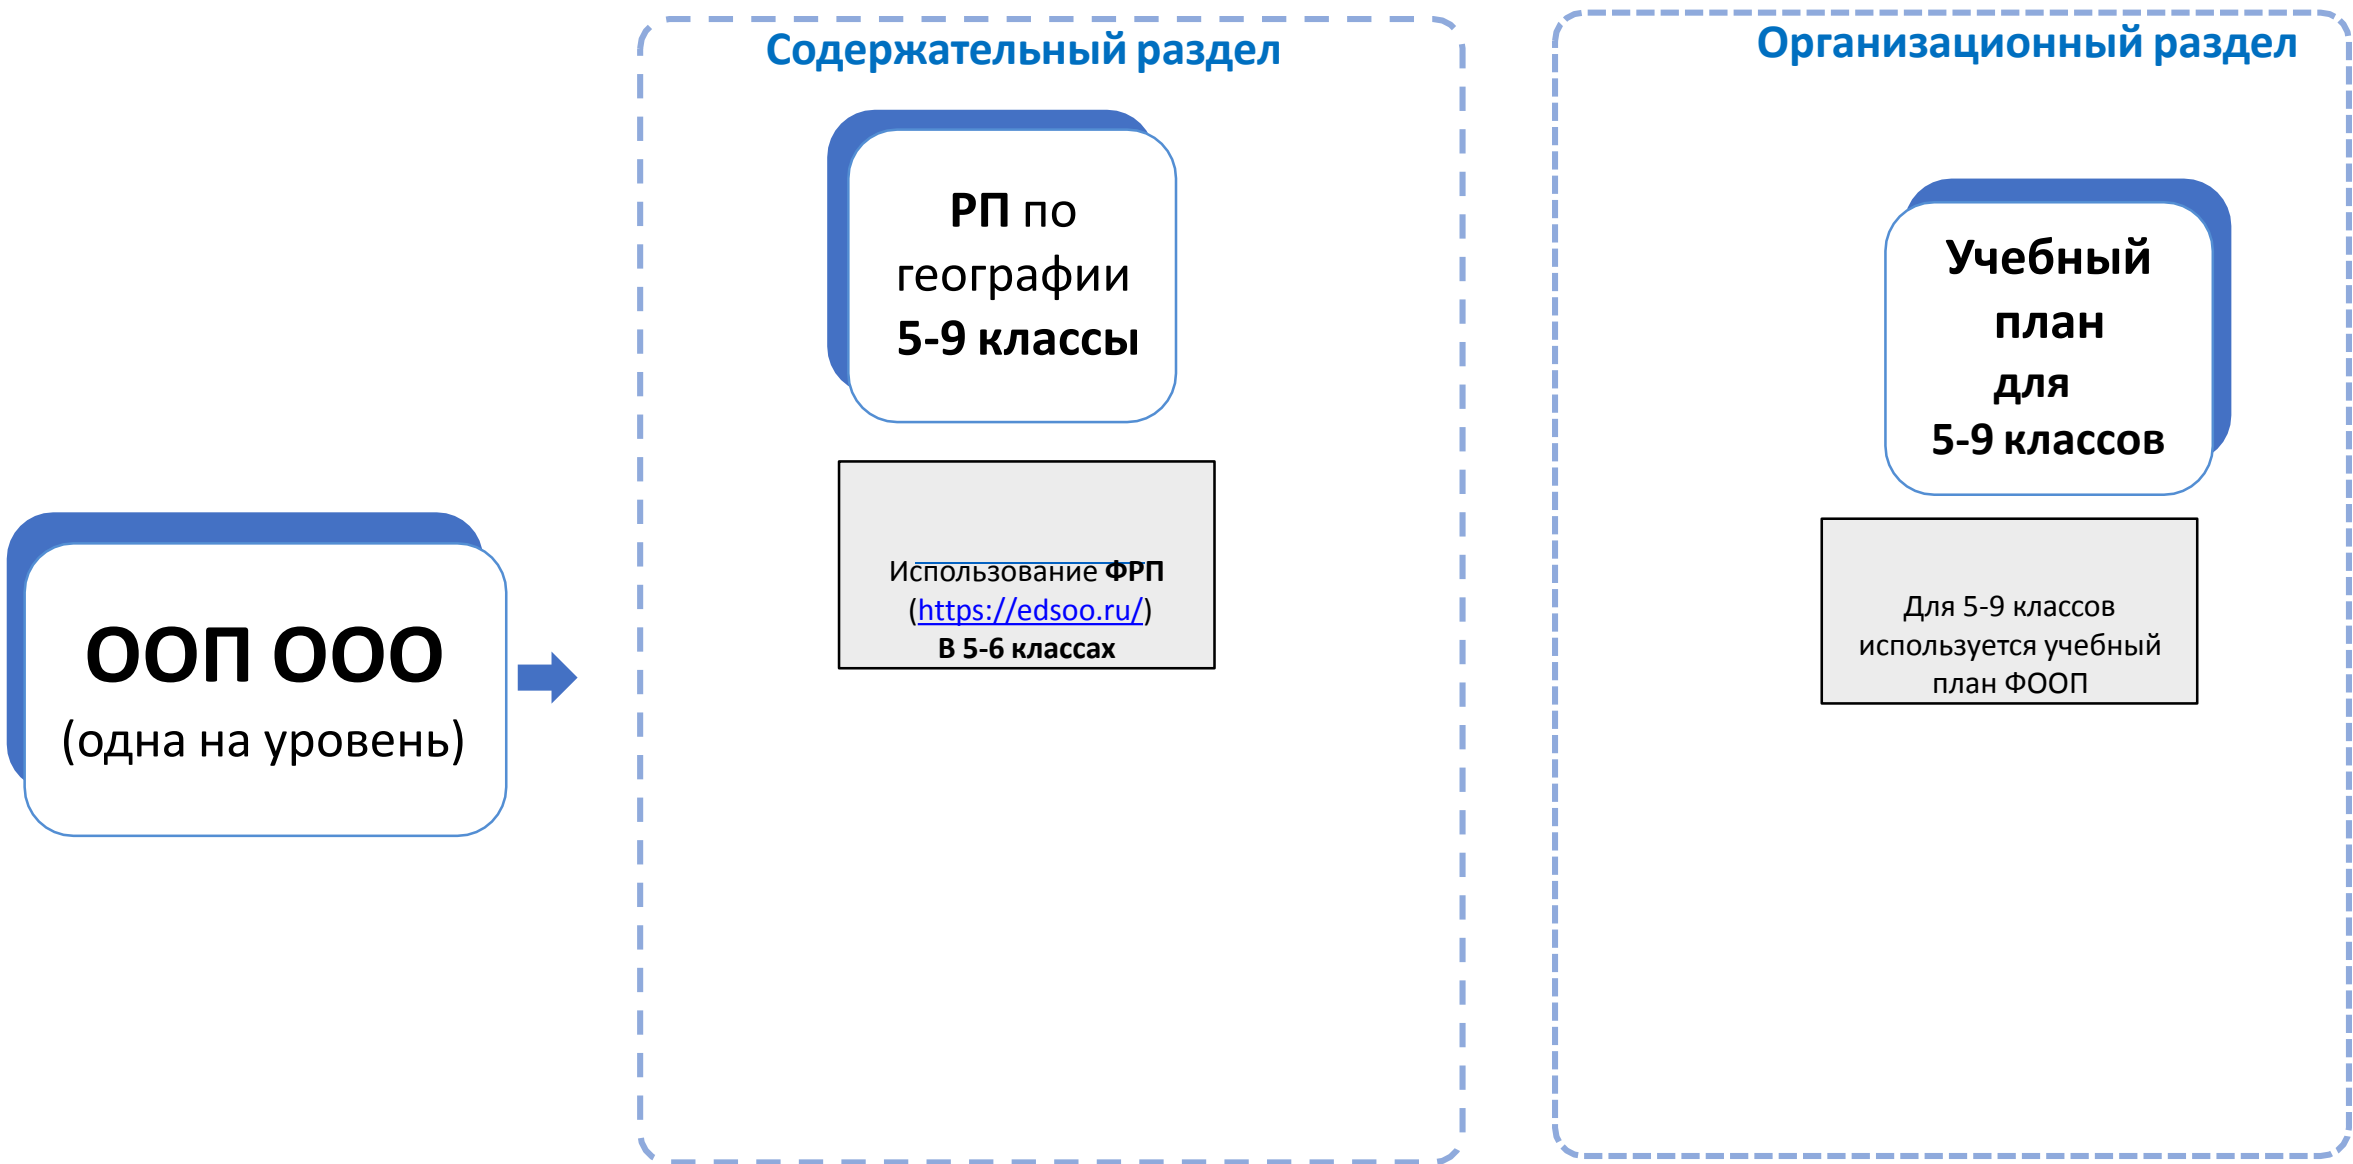 ООП ООО
(одна на уровень)
Содержательный раздел
РП по
географии
5-9 классы
Использование ФРП
(https://edsoo.ru/)
В 5-6 классах
Организационный раздел
Учебный
план
для
5-9 классов
Для 5-9 классов
используется учебный
план ФООП